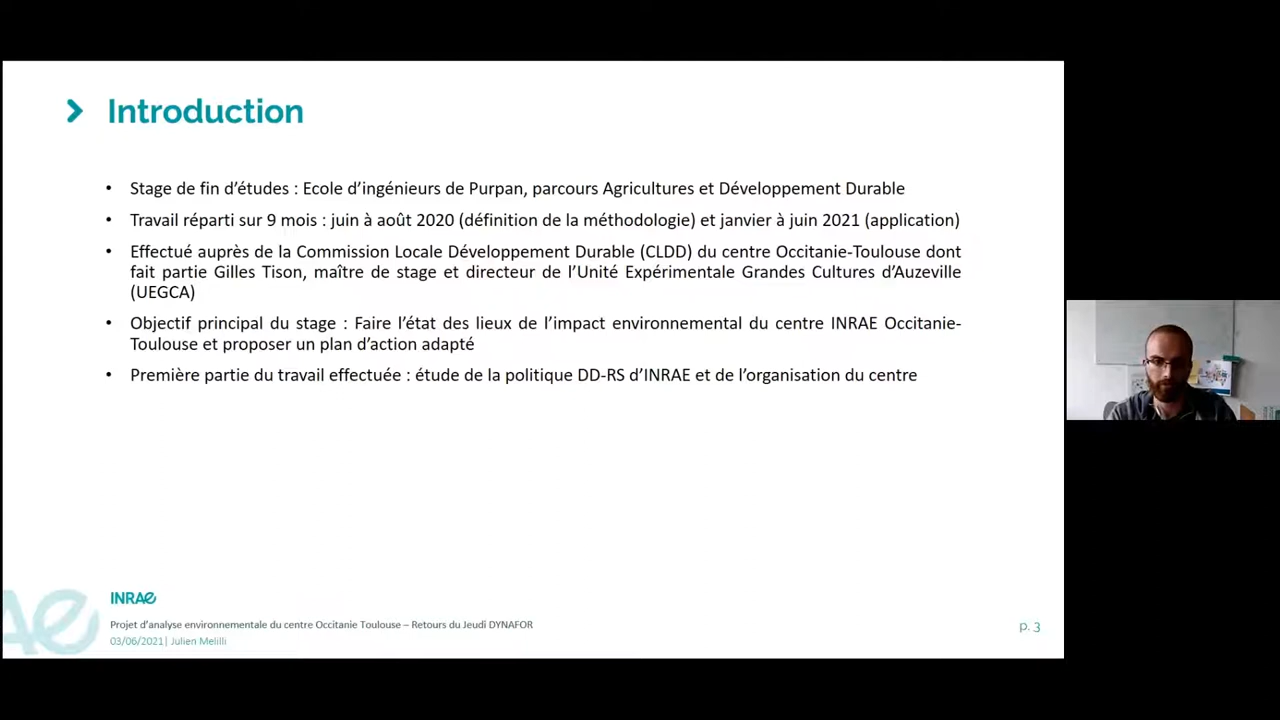 Introduction
• Stage de fin d'études : Ecole d'ingénieurs de Purpan, parcours Agricultures et Développement Durable
• Travail réparti sur 9 mois : juin à août 2020 (définition de la méthodologie) et janvier à juin 2021 (application)
• Effectué auprès de la Commission Locale Développement Durable (CLDD) du centre Occitanie-Toulouse dont
fait partie Gilles Tison, maître de stage et directeur de l'Unité Expérimentale Grandes Cultures d'Auzeville
(UEGCA)
• Objectif principal du stage : Faire l'état des lieux de l'impact environnemental du centre INRAE Occitanie-
Toulouse et proposer un plan d'action adapté
• Première partie du travail effectuée : étude de la politique DD-RS d'INRAE et de l'organisation du centre
INRAE
Projet d'analyse environnementale du centre Occitanie Toulouse – Retours du Jeudi DYNAFOR
03/06/2021| Julien Melilli
p. 3